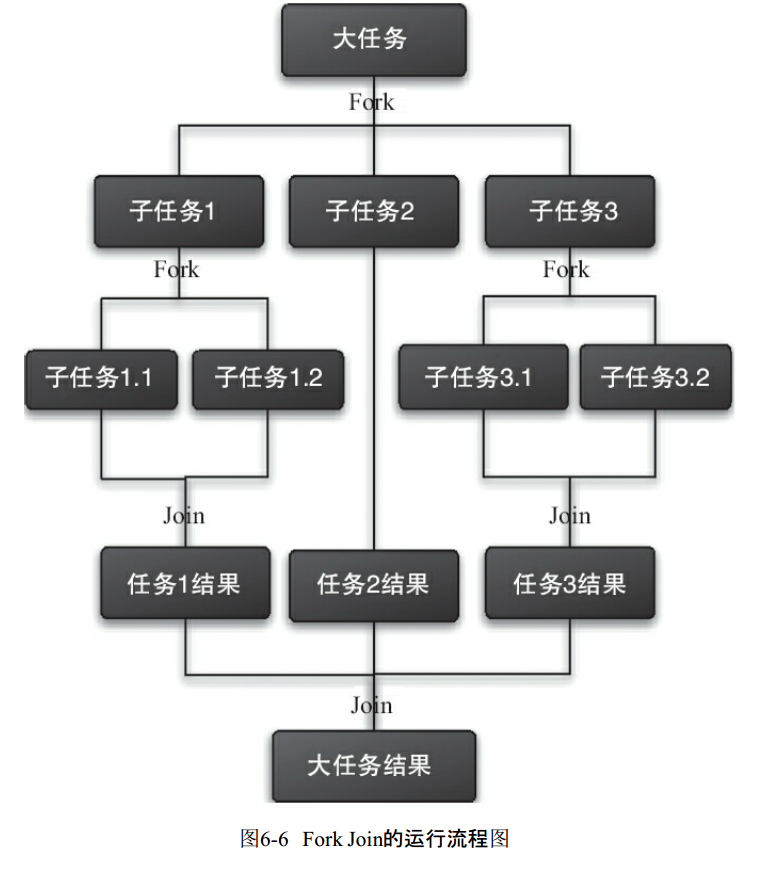 大任务
Fork
子任务1 子任务2 子任务3
Fork Fork
子任务1.1 子任务1.2 子任务3.1 子任务3.2
Join Join
任务1结果 任务2结果 任务3结果
Join
大任务结果
图6-6 Fork Join的运行流程图